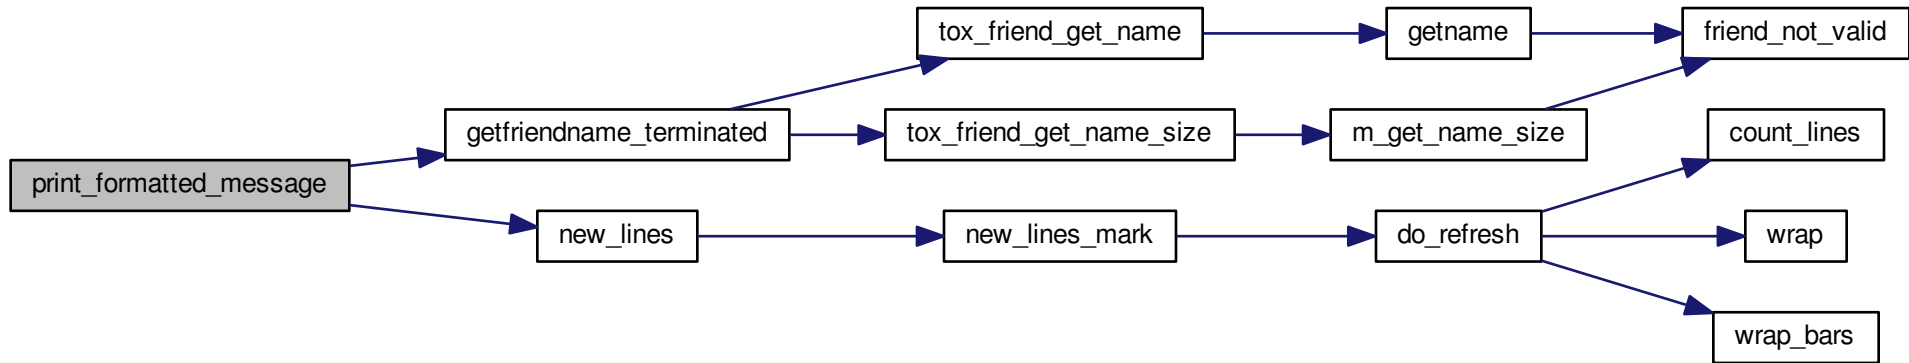 tox_friend_get_name
getname
friend_not_valid
getfriendname_terminated
tox_friend_get_name_size
m_get_name_size
count_lines
print_formatted_message
new_lines
new_lines_mark
do_refresh
wrap
wrap_bars